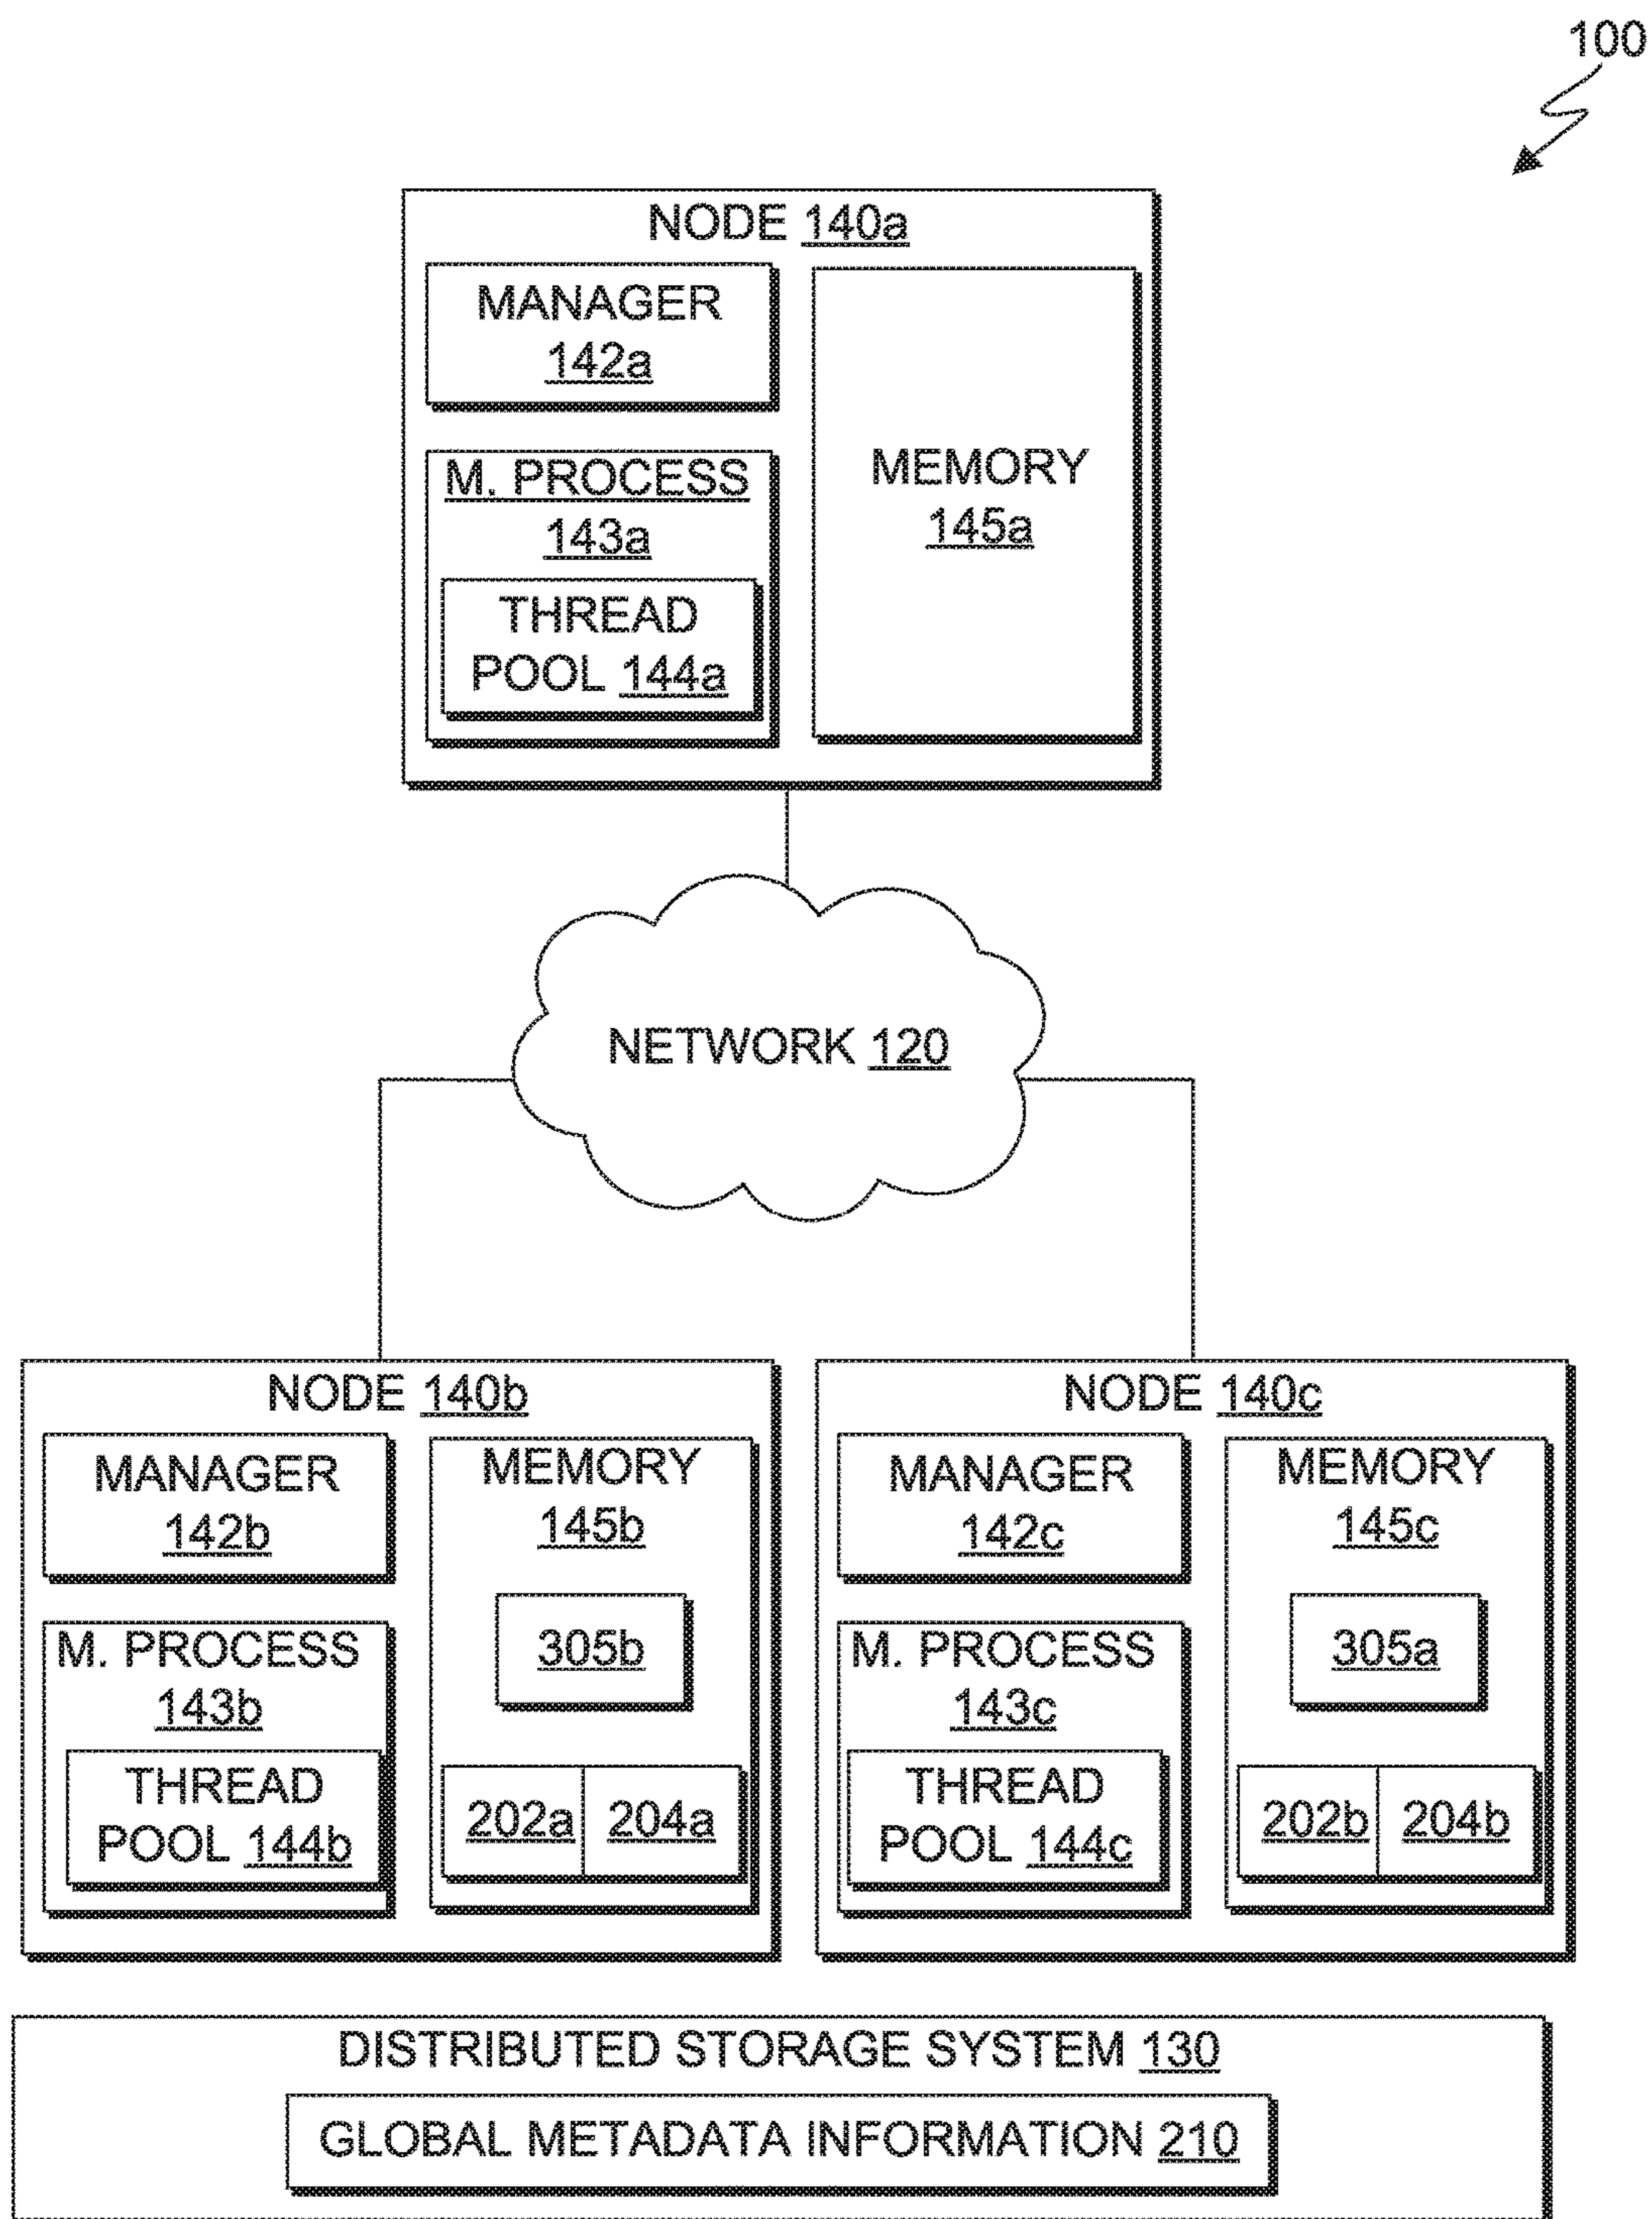 100
NODE 140a
MANAGER
142a
M. PROCESS
143a
THREAD
POOL 144a
MEMORY
145a
NETWORK 120
NODE 140b
MANAGER
142b
M. PROCESS
143b
THREAD
POOL 144b
MEMORY
145b
305b
202a 204a
NODE 140c
MANAGER
142c
M. PROCESS
143c
THREAD
POOL 144c
MEMORY
145c
305a
202b 204b
DISTRIBUTED STORAGE SYSTEM 130
GLOBAL METADATA INFORMATION 210